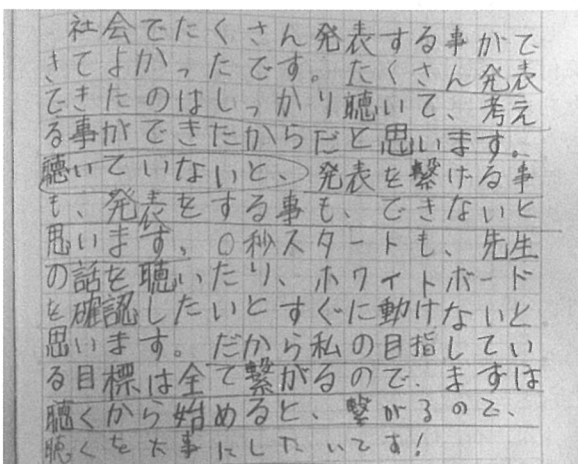 社会でたくさん発表する事がで
きてよかったです。たくさん発表
できたのはしっかり聴いて、考え
る事ができたからだと思います。
聴いていないと、発表を繋げる事
も、発表をする事も、できないと
思います。0秒スタートも、先生
の話を聴いたり、ホワイトボード
を確認したいとすぐに動けないと
思います。だから私の目指してい
る目標は全て繋がるので、まずは
聴くから始めると、繋がるので、
聴くを大事にしたいです!